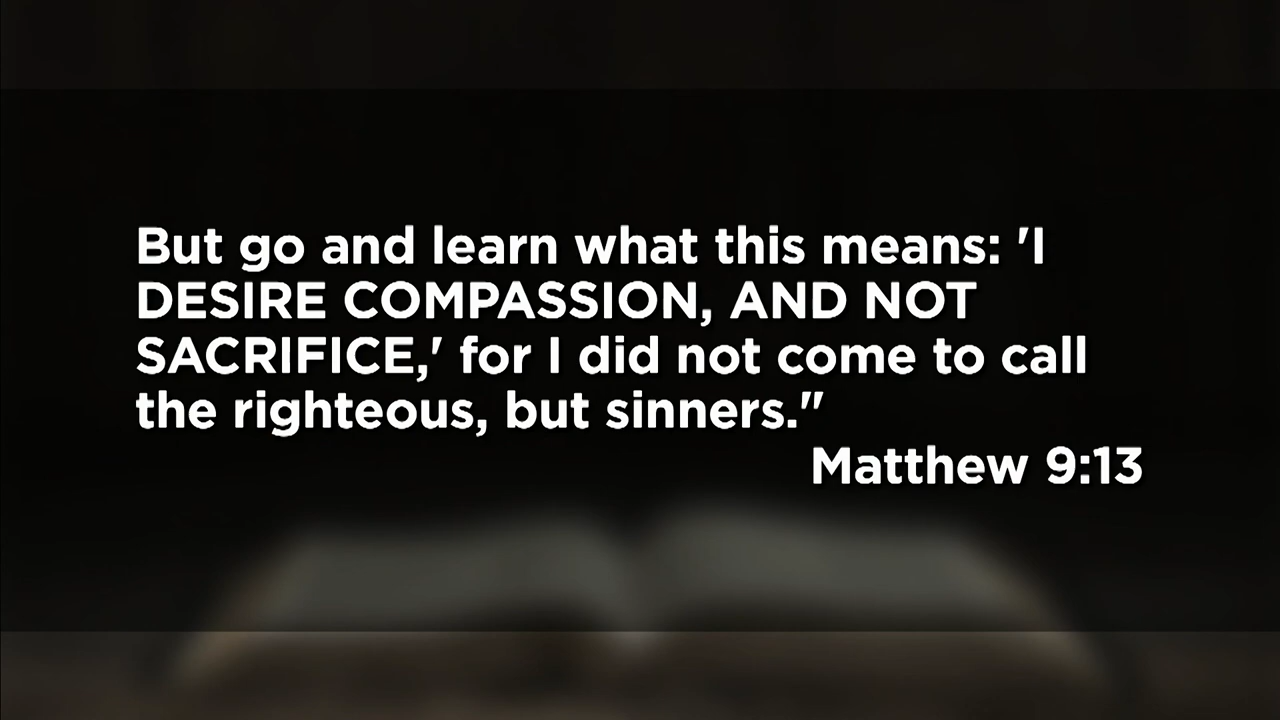 But go and learn what this means: 'I
DESIRE COMPASSION, AND NOT
SACRIFICE,' for I did not come to call
the righteous, but sinners."
Matthew 9:13